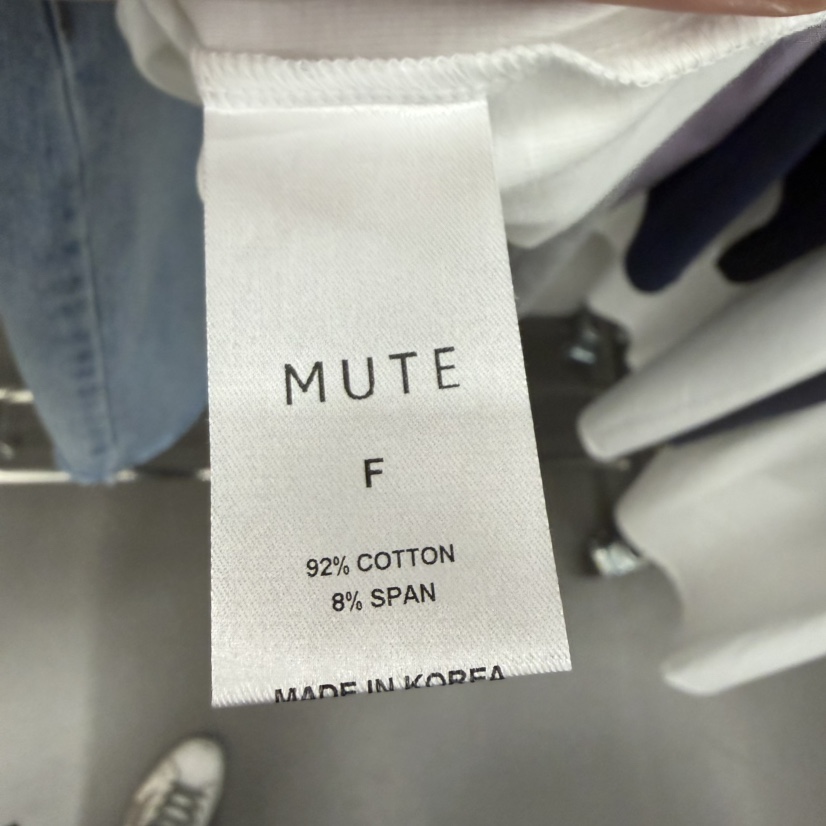 MUTE
F
92% COTTON
8% SPAN
MADE IN KOREA